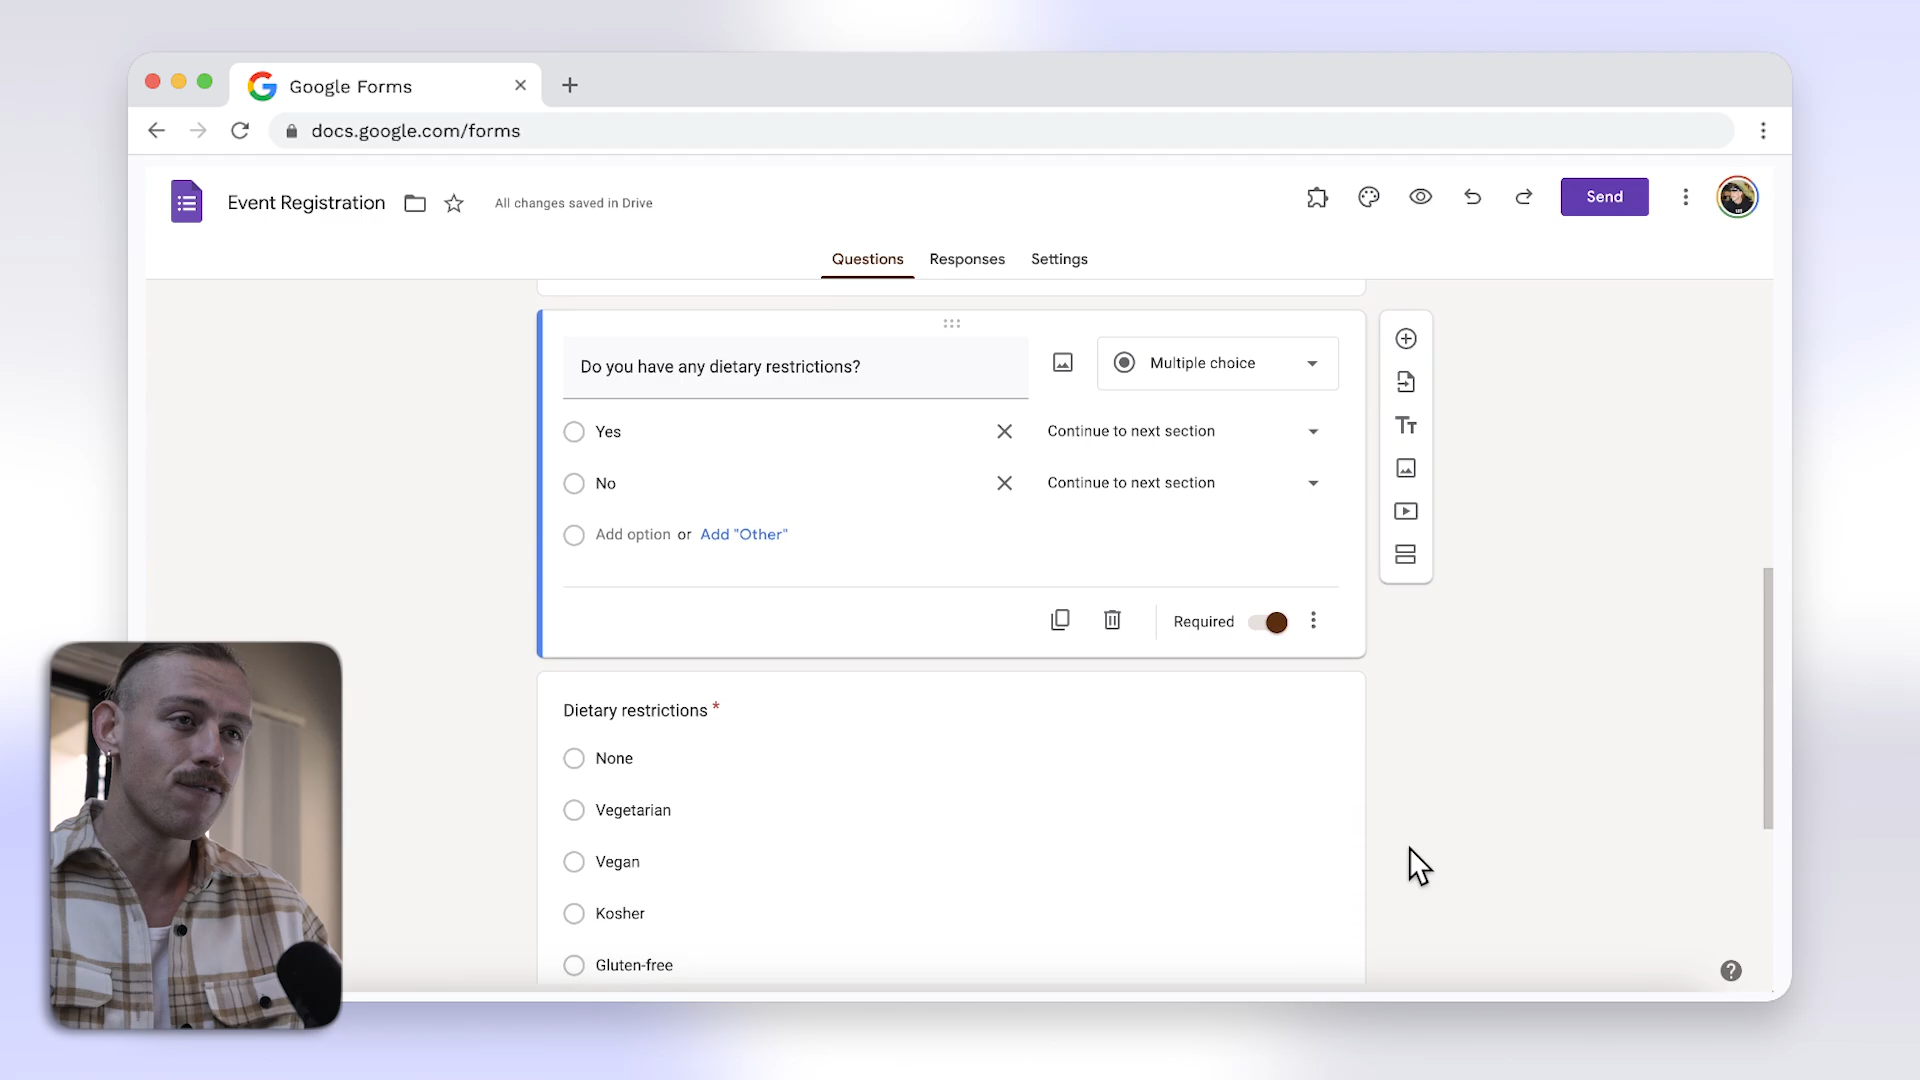 Google Forms
docs.google.com/forms
Event Registration
All changes saved in Drive
Send
Questions
Responses
Settings
Do you have any dietary restrictions?
Multiple choice
Yes
Continue to next section
No
Continue to next section
Add option or Add "Other"
Required
Dietary restrictions *
None
Vegetarian
Vegan
Kosher
Gluten-free